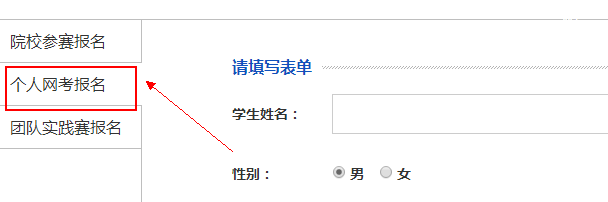 院校参赛报名
个人网考报名
团队实践赛报名
请填写表单
学生姓名：
性别： 男 女